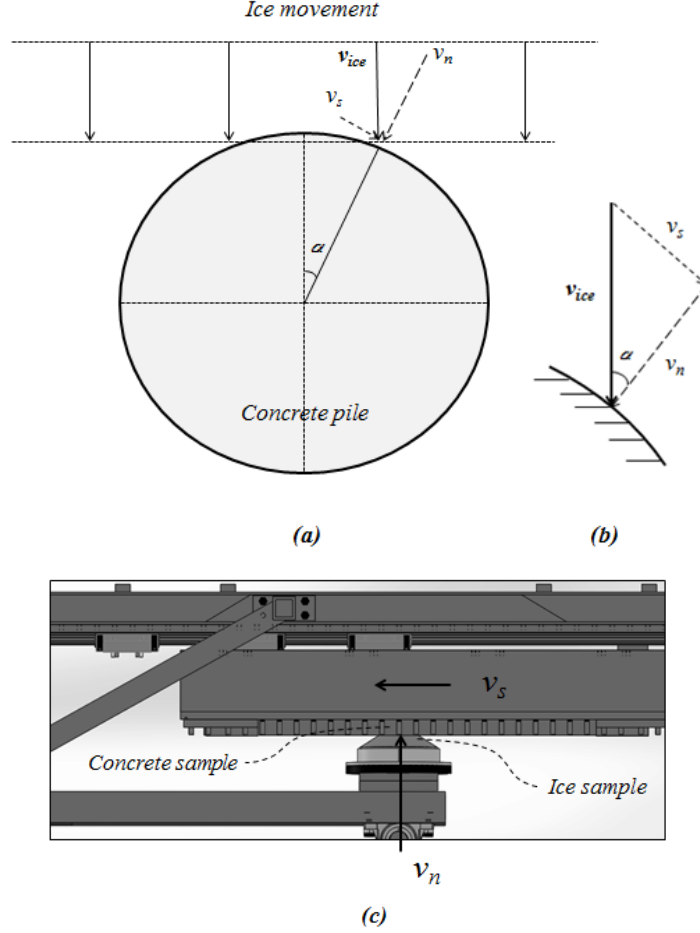 Ice movement
v_ice
v_n
v_s
α
Concrete pile
v_s
v_ice
α
v_n
(a)
(b)
v_s
Concrete sample
Ice sample
v_n
(c)